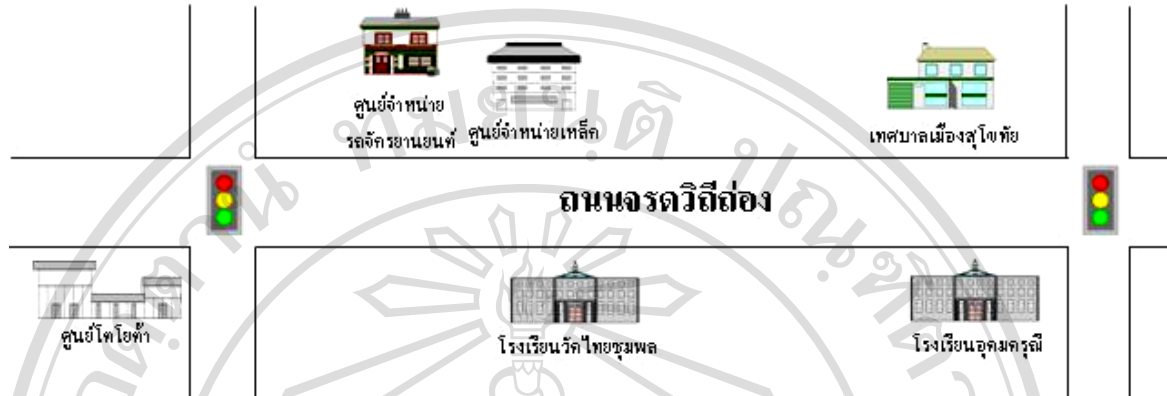 ศูนย์จำหน่าย
รถจักรยานยนต์
ศูนย์จำหน่ายเหล็ก
เทศบาลเมืองสุโขทัย
ถนนจรดวิถีถ่อง
ศูนย์โตโยต้า
โรงเรียนวัดไทยชุมพล
โรงเรียนอุดมดรุณี